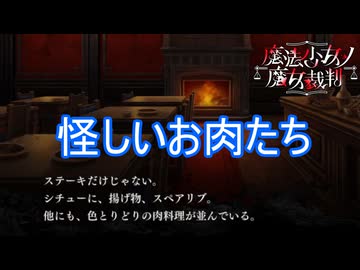 魔法少女ノ
魔女裁判
怪しいお肉たち
ステーキだけじゃない。
シチューに、揚げ物、スペアリブ。
他にも、色とりどりの肉料理が並んでいる。